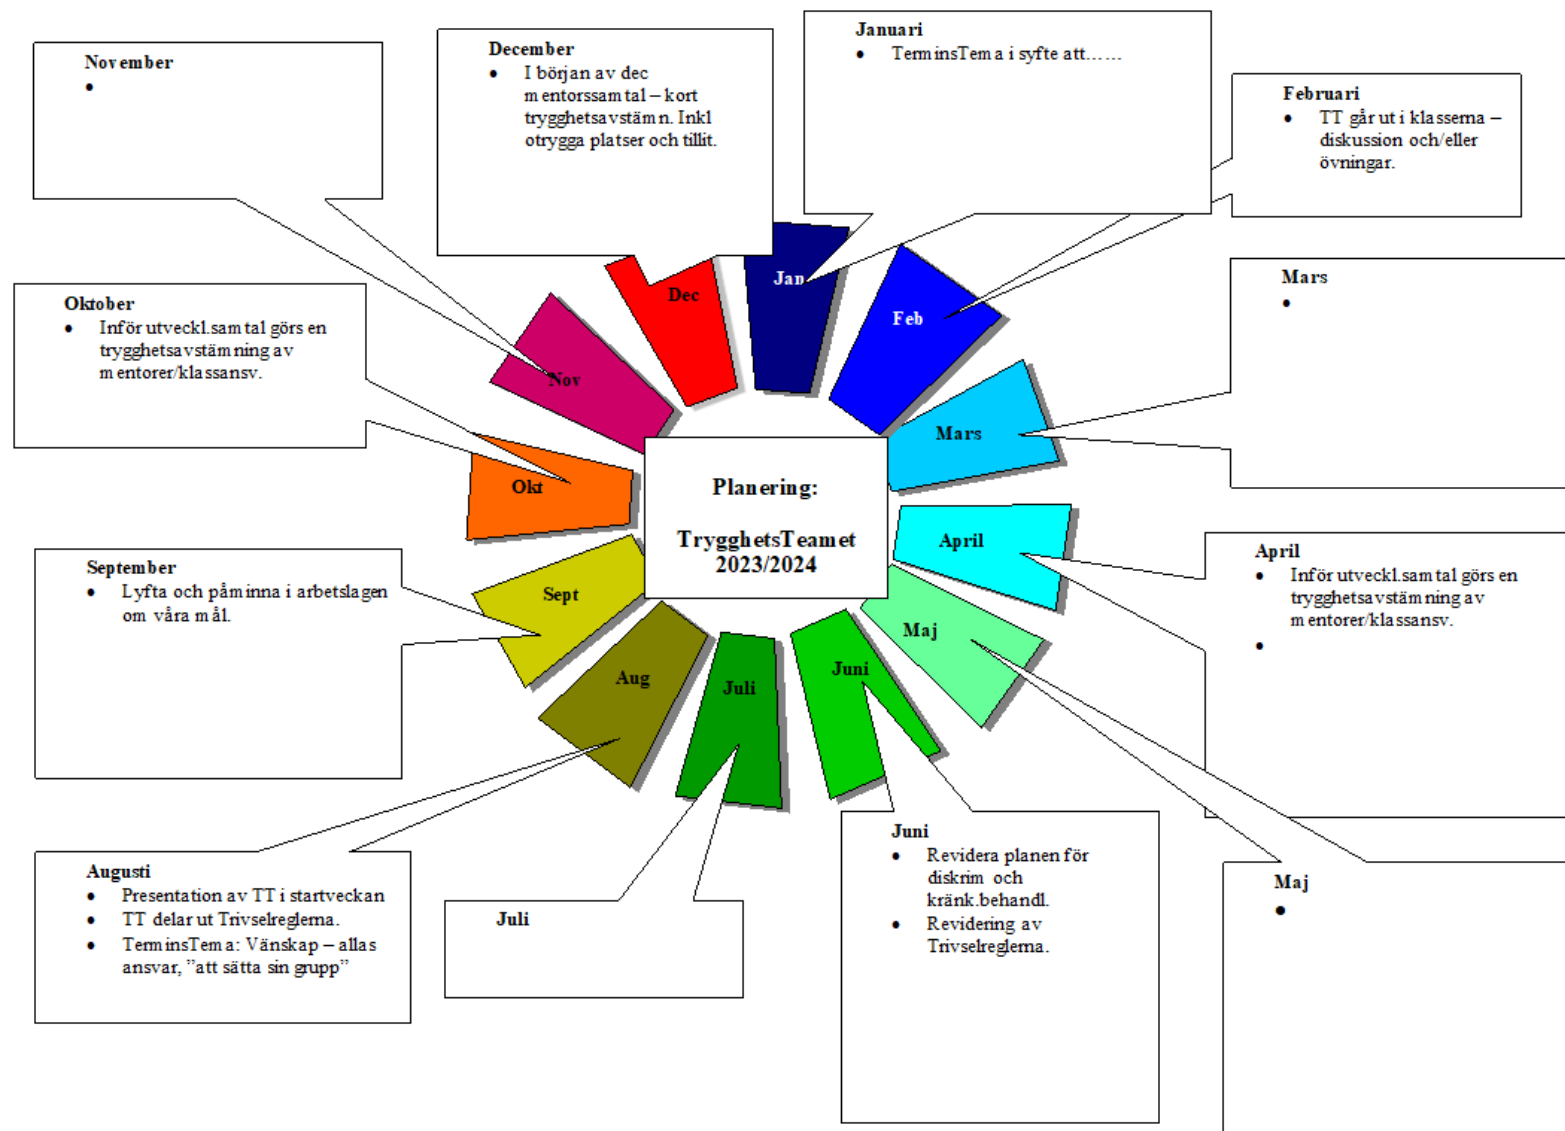 Januari
• TerminsTema i syfte att……
Februari
• TT går ut i klasserna –
diskussion och/eller
övningar.
Mars
•
April
• Inför utveckl.samtal görs en
trygghetsavstämning av
mentorer/klassansv.
•
Maj
•
Juni
• Revidera planen för
diskrim och
kränk.behandl.
• Revidering av
Trivselreglerna.
Juli
Augusti
• Presentation av TT i startveckan
• TT delar ut Trivselreglerna.
• TerminsTema: Vänskap – allas
ansvar, ”att sätta sin grupp”
September
• Lyfta och påminna i arbetslagen
om våra mål.
Oktober
• Inför utveckl.samtal görs en
trygghetsavstämning av
mentorer/klassansv.
November
•
December
• I början av dec
mentorssamtal – kort
trygghetsavstämn. Inkl
otrygga platser och tillit.
Jan
Feb
Mars
April
Maj
Juni
Juli
Aug
Sept
Okt
Nov
Dec
Planering:
TrygghetsTeamet
2023/2024